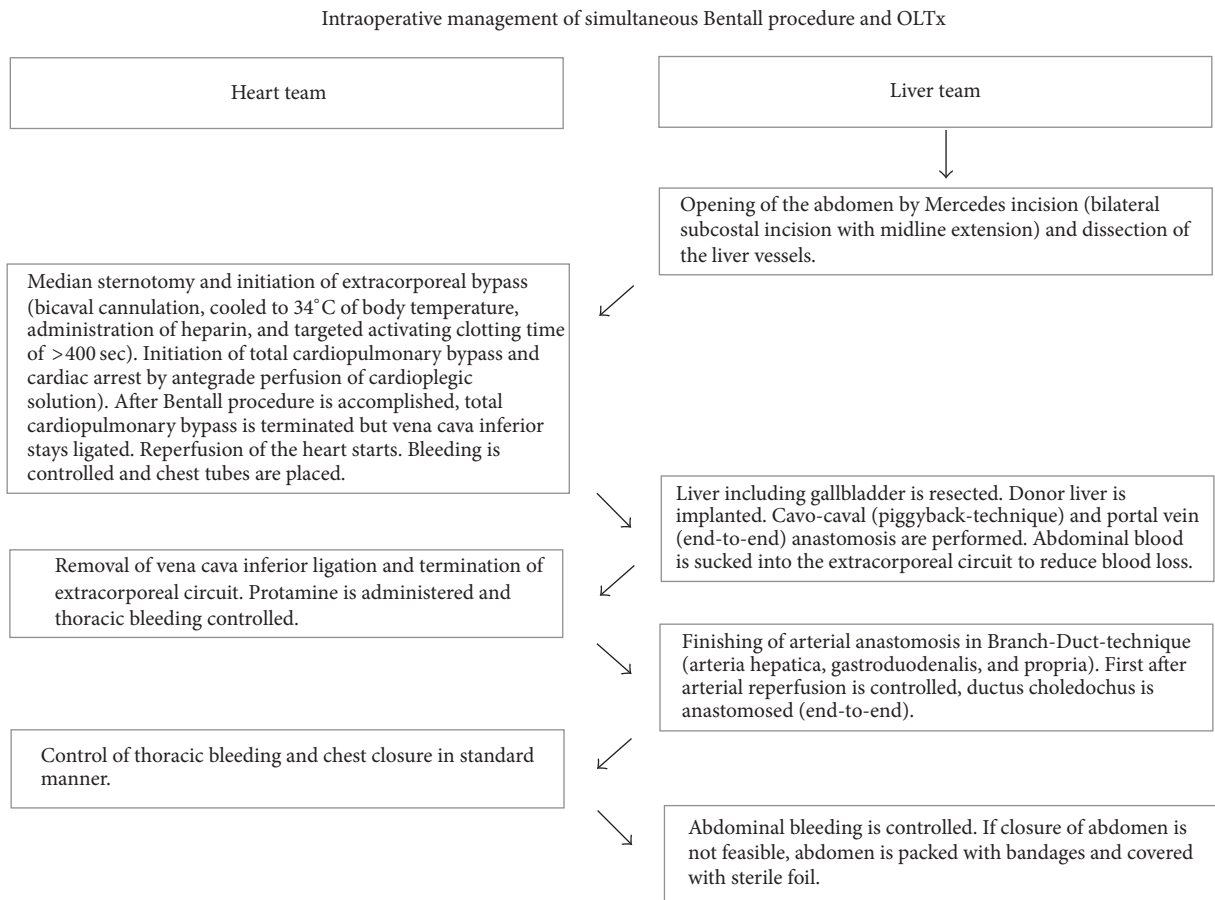 Intraoperative management of simultaneous Bentall procedure and OLTx
Heart team
Liver team
Opening of the abdomen by Mercedes incision (bilateral
subcostal incision with midline extension) and dissection of
the liver vessels.
Median sternotomy and initiation of extracorporeal bypass
(bicaval cannulation, cooled to 34°C of body temperature,
administration of heparin, and targeted activating clotting time
of >400 sec). Initiation of total cardiopulmonary bypass and
cardiac arrest by antegrade perfusion of cardioplegic
solution). After Bentall procedure is accomplished, total
cardiopulmonary bypass is terminated but vena cava inferior
stays ligated. Reperfusion of the heart starts. Bleeding is
controlled and chest tubes are placed.
Liver including gallbladder is resected. Donor liver is
implanted. Cavo-caval (piggyback-technique) and portal vein
(end-to-end) anastomosis are performed. Abdominal blood
is sucked into the extracorporeal circuit to reduce blood loss.
Removal of vena cava inferior ligation and termination of
extracorporeal circuit. Protamine is administered and
thoracic bleeding controlled.
Finishing of arterial anastomosis in Branch-Duct-technique
(arteria hepatica, gastroduodenalis, and propria). First after
arterial reperfusion is controlled, ductus choledochus is
anastomosed (end-to-end).
Control of thoracic bleeding and chest closure in standard
manner.
Abdominal bleeding is controlled. If closure of abdomen is
not feasible, abdomen is packed with bandages and covered
with sterile foil.